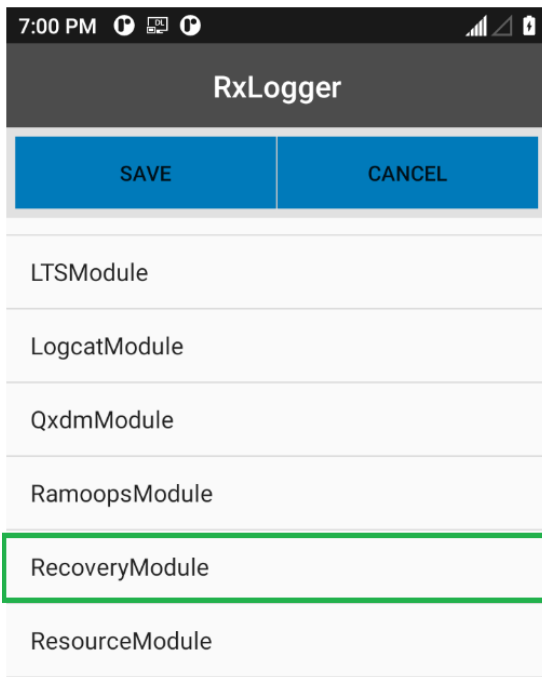 7:00 PM
RxLogger
SAVE CANCEL
LTSModule
LogcatModule
QxdmModule
RamoopsModule
RecoveryModule
ResourceModule